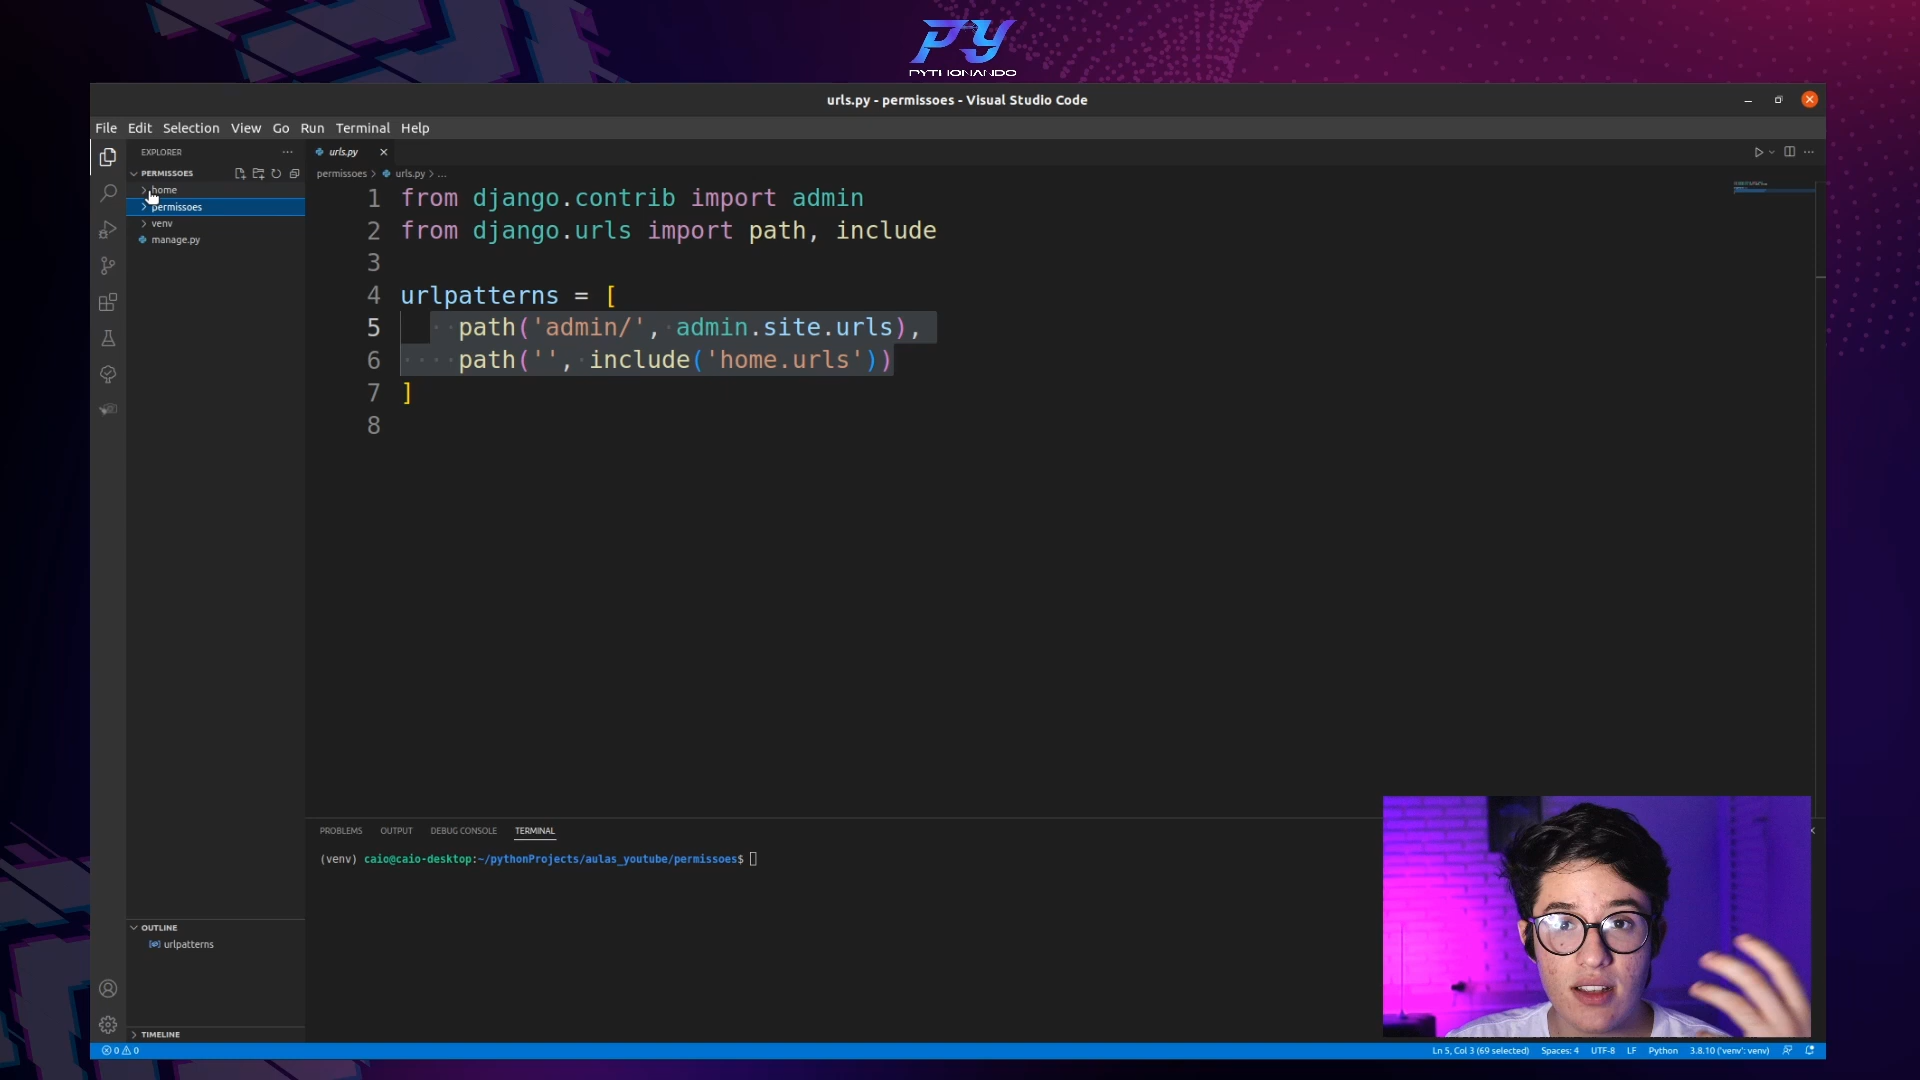 PY
PYTHONANDO
urls.py - permissoes - Visual Studio Code
File Edit Selection View Go Run Terminal Help
EXPLORER
urls.py
PERMISSOES
permissoes > urls.py > ...
home
permissoes
venv
manage.py
1 from django.contrib import admin
2 from django.urls import path, include
3
4 urlpatterns = [
5 path('admin/', admin.site.urls),
6 path('', include('home.urls'))
7 ]
8
PROBLEMS OUTPUT DEBUG CONSOLE TERMINAL
(venv) caio@caio-desktop:~/pythonProjects/aulas_youtube/permissoes$
OUTLINE
urlpatterns
TIMELINE
0 0
Ln 5, Col 3 (69 selected) Spaces: 4 UTF-8 LF Python 3.8.10 ('venv': venv)